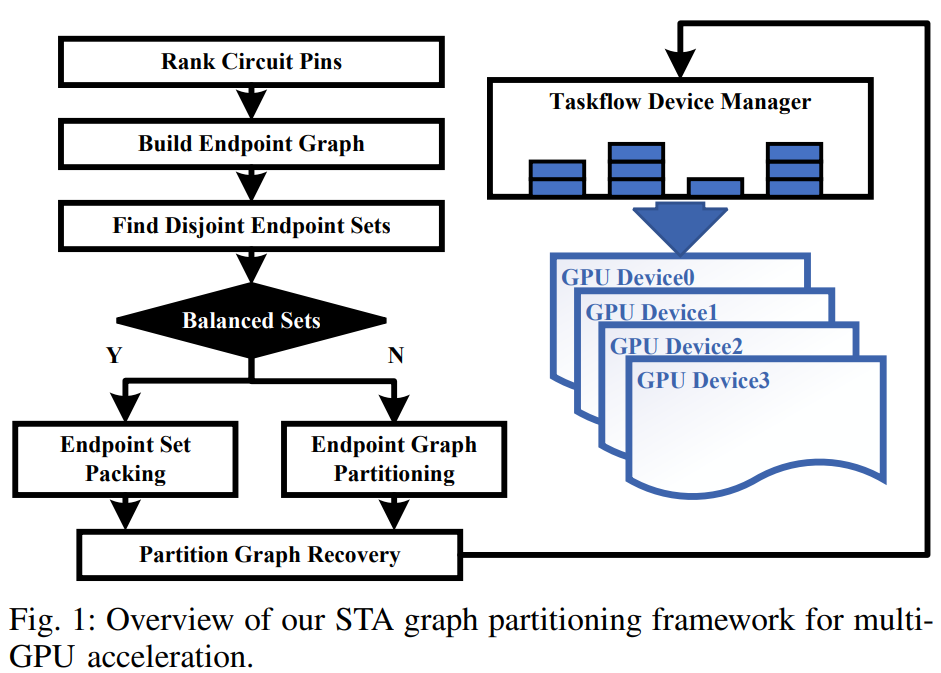 Rank Circuit Pins
Build Endpoint Graph
Find Disjoint Endpoint Sets
Balanced Sets
Y
N
Endpoint Set
Packing
Endpoint Graph
Partitioning
Partition Graph Recovery
Taskflow Device Manager
GPU Device0
GPU Device1
GPU Device2
GPU Device3
Fig. 1: Overview of our STA graph partitioning framework for multi-
GPU acceleration.